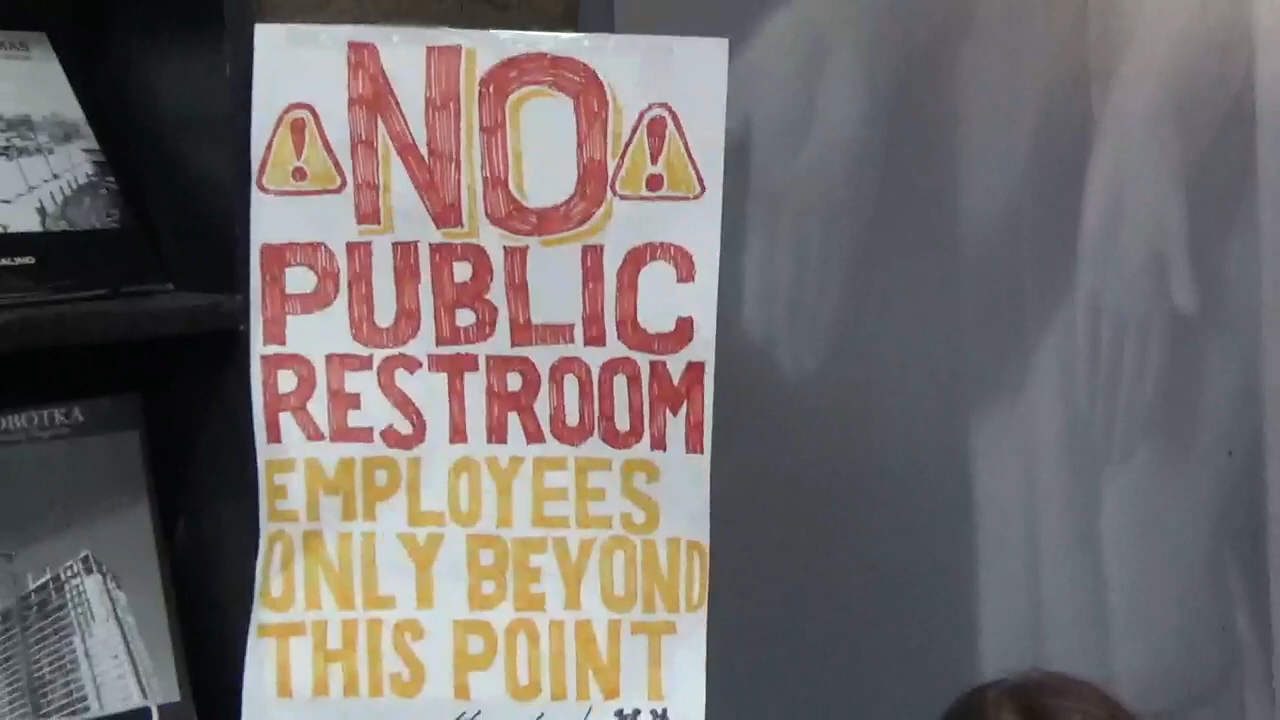 NO
PUBLIC
RESTROOM
EMPLOYEES
ONLY BEYOND
THIS POINT